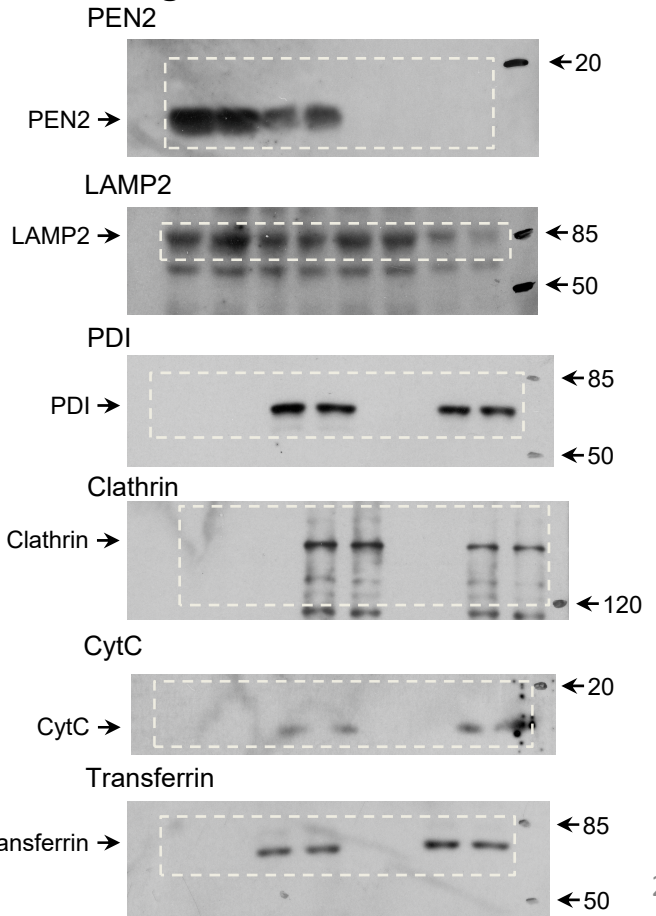 PEN2
←20
PEN2 →
LAMP2
LAMP2 →
←85
←50
PDI
←85
PDI →
←50
Clathrin
Clathrin →
←120
CytC
←20
CytC →
Transferrin
←85
ansferrin →
←50